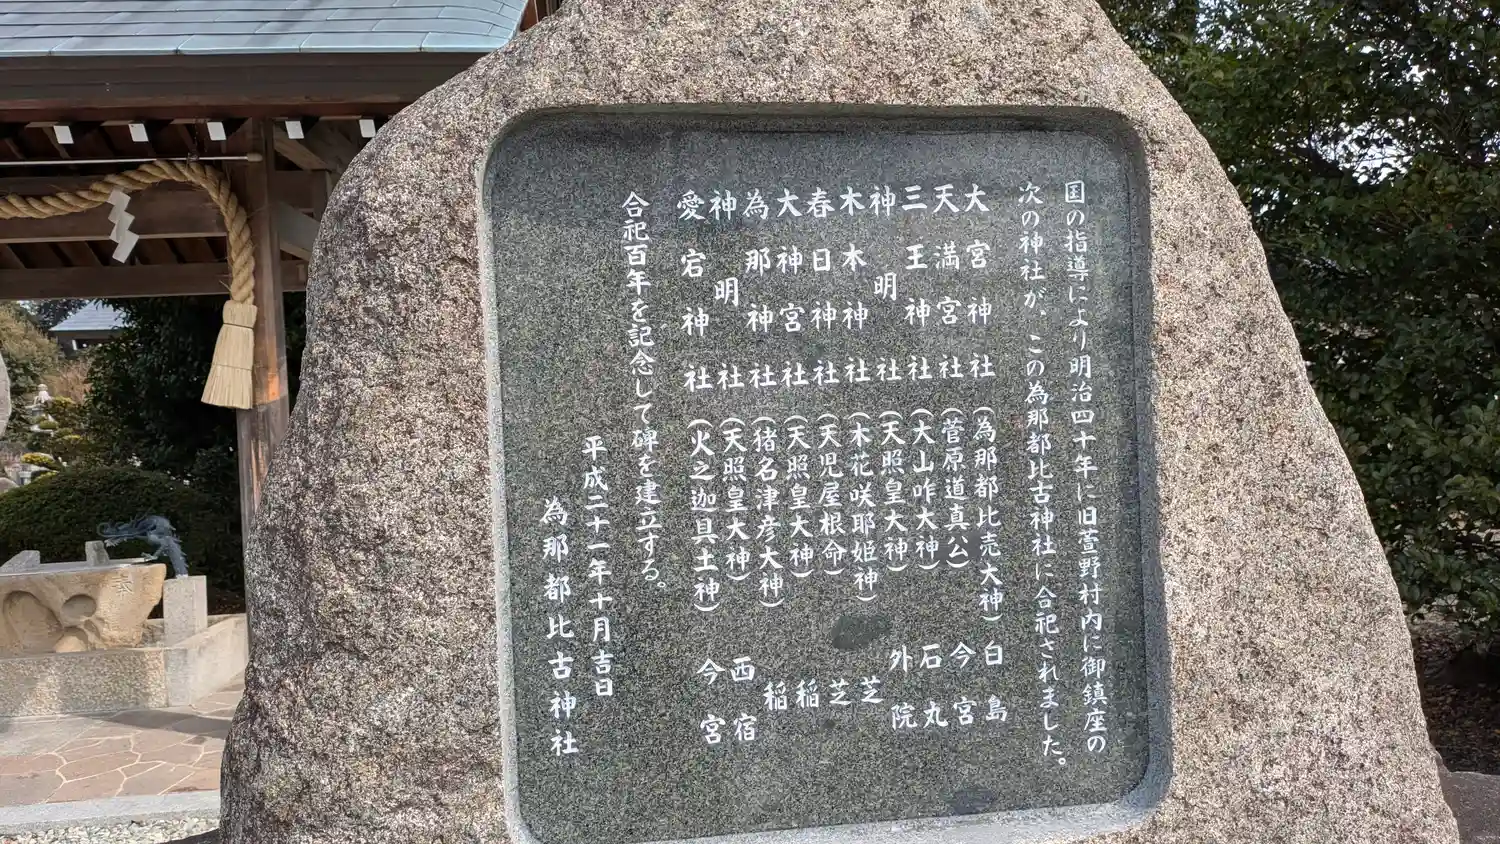 国の指導により明治四十年に旧萱野村内に御鎮座の
次の神社が、この為那都比古神社に合祀されました。
大宮神社（為那都比売大神）白島
天満宮社（菅原道真公）今宮
三王神社（大山咋大神）石丸
神明社（天照皇大神）外院
木木神社（木花咲耶姫神）芝
春日神社（天児屋根命）芝
大神宮社（天照皇大神）稲
為那神社（猪名津彦大神）稲
神明社（天照皇大神）西宿
愛宕神社（火之迦具土神）今宮
合祀百年を記念して碑を建立する。
平成二十一年十月吉日
為那都比古神社
奉